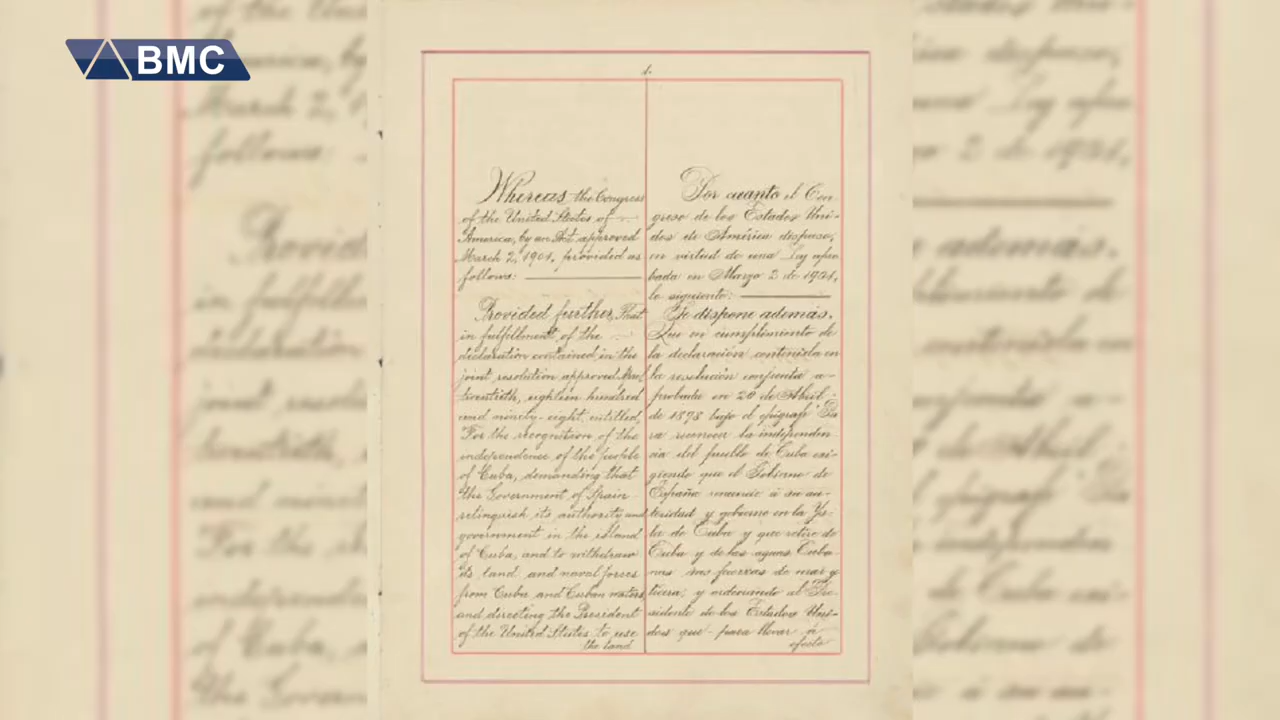 BMC
1.
Whereas the Congress
of the United States of
America, by an Act approved
March 2, 1901, provided as
follows:
Provided further, That
in fulfillment of the
declaration contained in the
joint resolution approved April
twentieth, eighteen hundred
and ninety-eight, entitled,
"For the recognition of the
independence of the people
of Cuba, demanding that
the Government of Spain
relinquish its authority and
government in the island
of Cuba, and to withdraw
its land and naval forces
from Cuba and Cuban waters,
and directing the President
of the United States to use
the land
Por cuanto el Con-
greso de los Estados Uni-
dos de América dispuso,
en virtud de una Ley apro-
bada en Marzo 2 de 1901,
lo siguiente:
Se dispone además,
Que en cumplimiento de
la declaración contenida en
la resolución conjunta a-
probada en 20 de Abril
de 1898 bajo el epígrafe "Pa-
ra reconocer la independen-
cia del pueblo de Cuba exi-
giendo que el Gobierno de
España renuncie á su au-
toridad y gobierno en la Ys-
la de Cuba y que retire de
Cuba y de las aguas Cuba-
nas sus fuerzas de mar y
tierra; y ordenando al Pre-
sidente de los Estados Uni-
dos que para llevar á
efecto